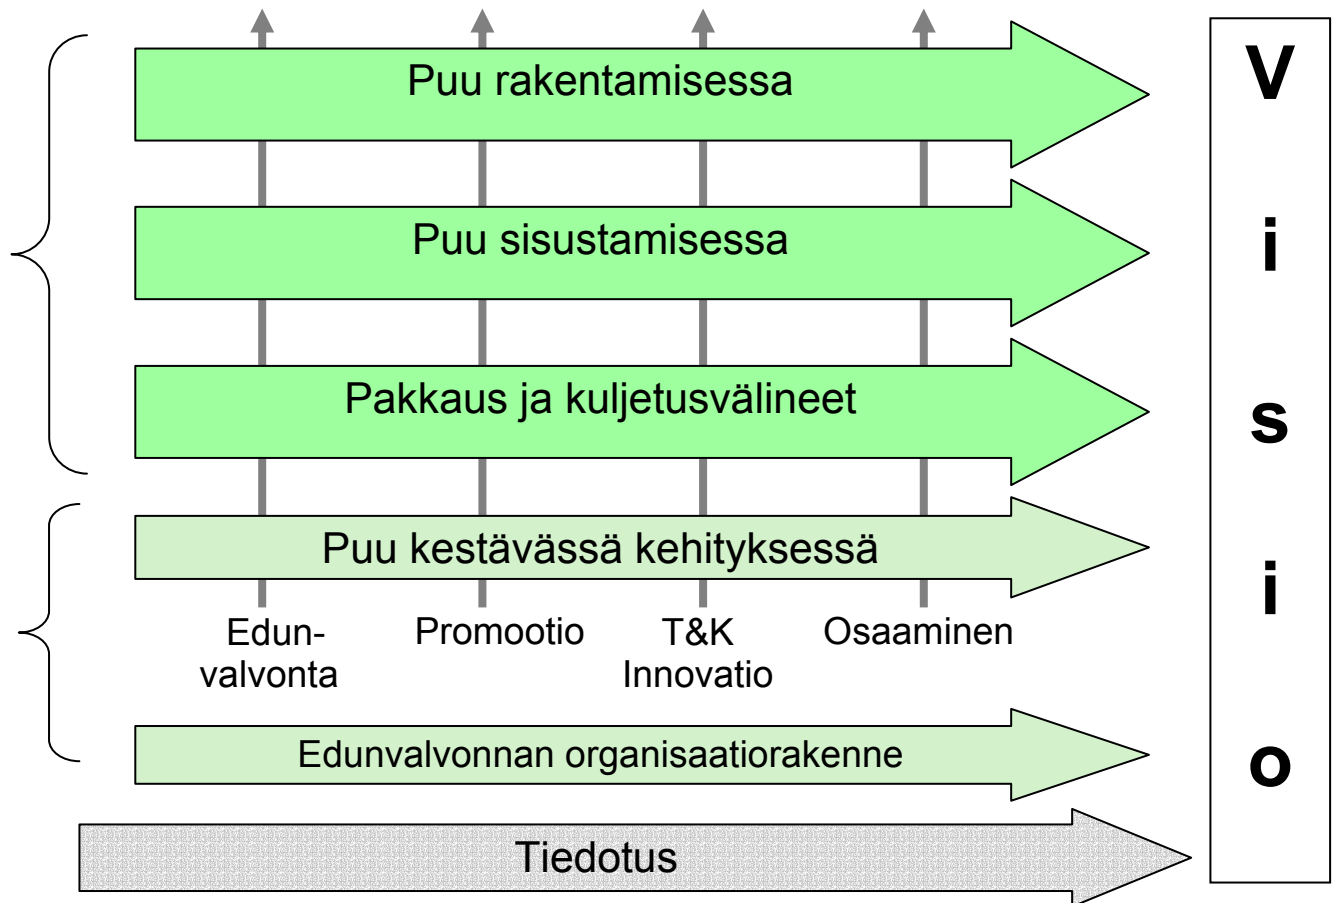 Puu rakentamisessa
Puu sisustamisessa
Pakkaus ja kuljetusvälineet
Puu kestävässä kehityksessä
Edun-
valvonta
Promootio
T&K
Innovatio
Osaaminen
Edunvalvonnan organisaatiorakenne
Tiedotus
V
i
s
i
o